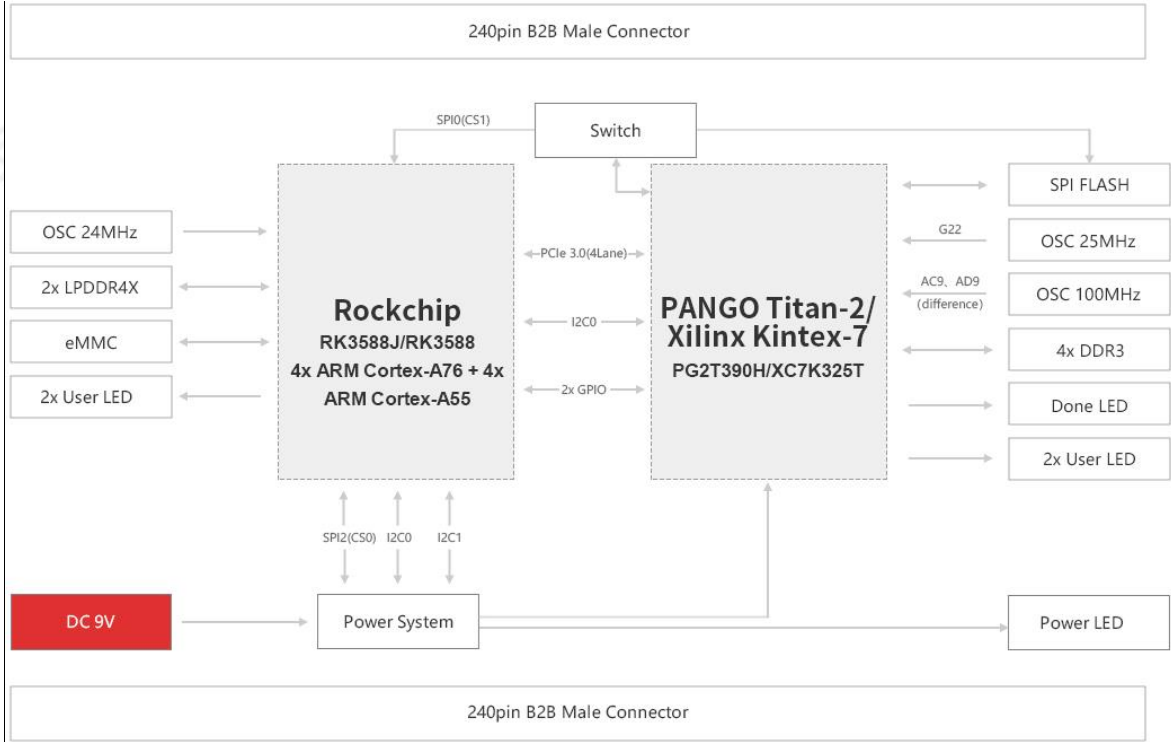 240pin B2B Male Connector
SPI0(CS1)
Switch
OSC 24MHz
2x LPDDR4X
eMMC
2x User LED
Rockchip
RK3588J/RK3588
4x ARM Cortex-A76 + 4x
ARM Cortex-A55
PCIe 3.0(4Lane)
I2C0
2x GPIO
PANGO Titan-2/
Xilinx Kintex-7
PG2T390H/XC7K325T
SPI FLASH
G22
OSC 25MHz
AC9、AD9
(difference)
OSC 100MHz
4x DDR3
Done LED
2x User LED
SPI2(CS0)
I2C0
I2C1
DC 9V
Power System
Power LED
240pin B2B Male Connector